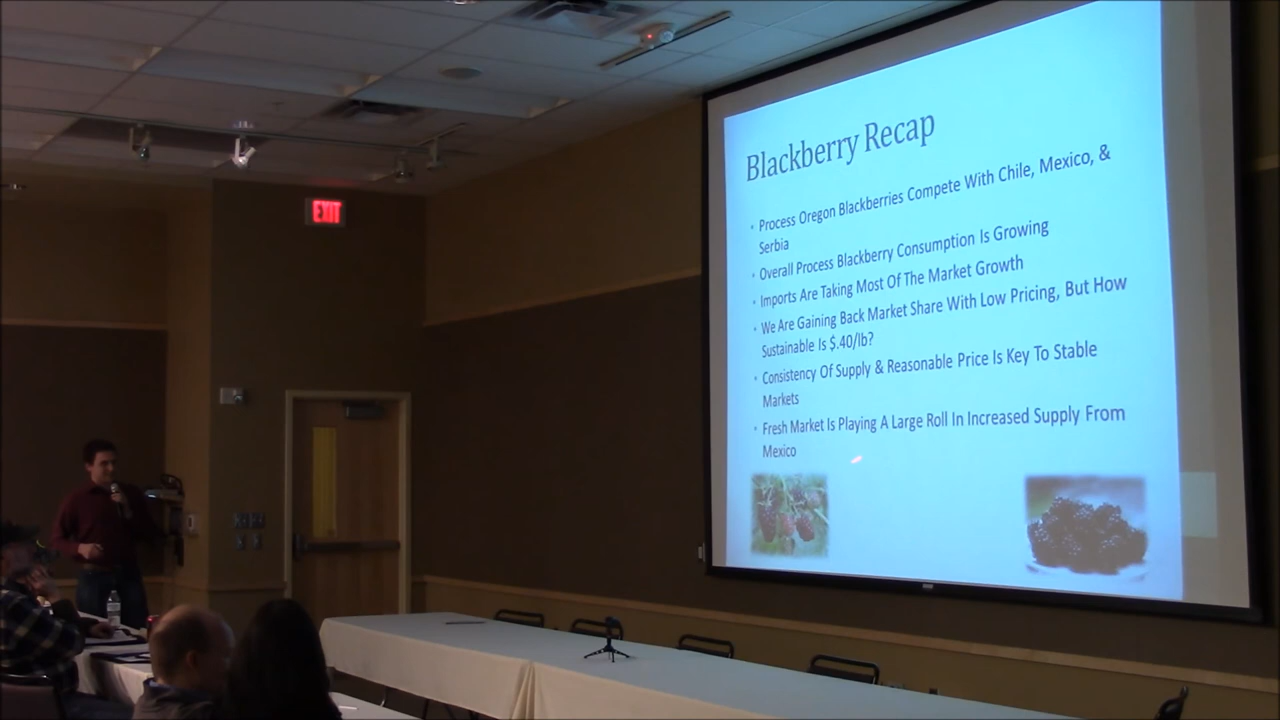 EXIT
Blackberry Recap
• Process Oregon Blackberries Compete With Chile, Mexico, &
Serbia
• Overall Process Blackberry Consumption Is Growing
• Imports Are Taking Most Of The Market Growth
• We Are Gaining Back Market Share With Low Pricing, But How
Sustainable Is $.40/lb?
• Consistency Of Supply & Reasonable Price Is Key To Stable
Markets
• Fresh Market Is Playing A Large Roll In Increased Supply From
Mexico